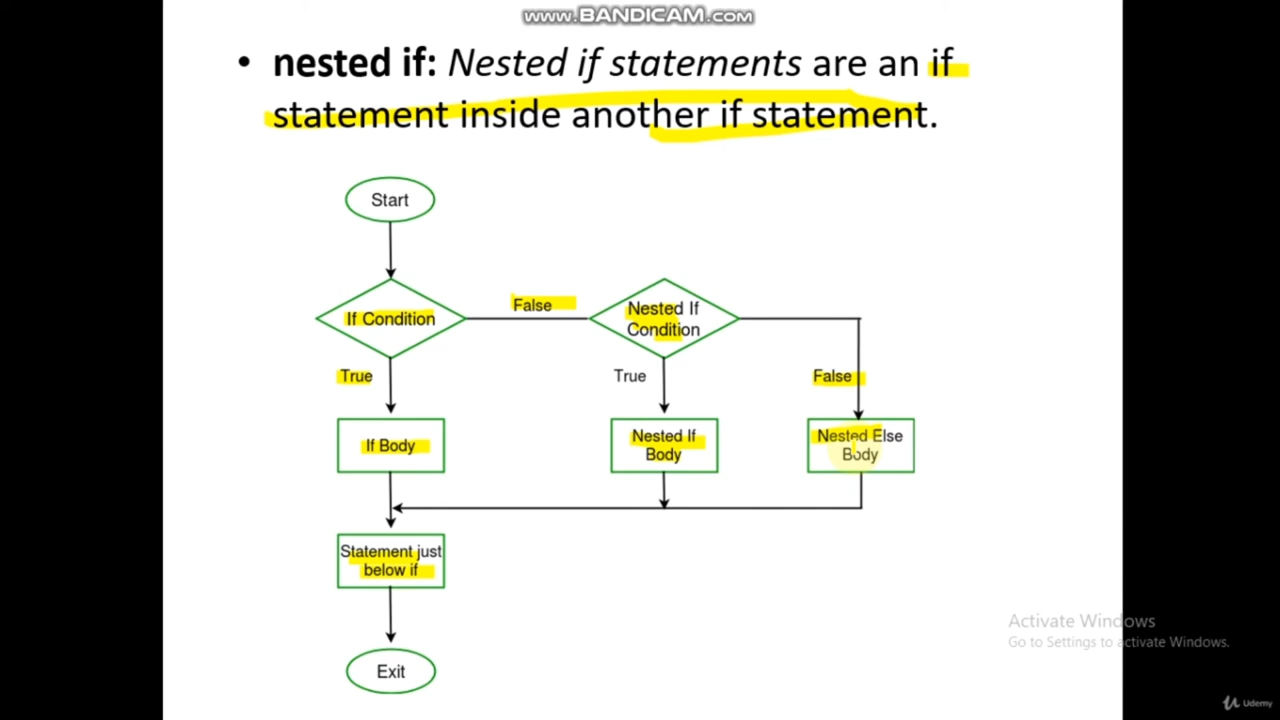 www.BANDICAM.com
• nested if: Nested if statements are an if
statement inside another if statement.
Start
If Condition
False
Nested If
Condition
True
True
False
If Body
Nested If
Body
Nested Else
Body
Statement just
below if
Exit
Activate Windows
Go to Settings to activate Windows.
Udemy